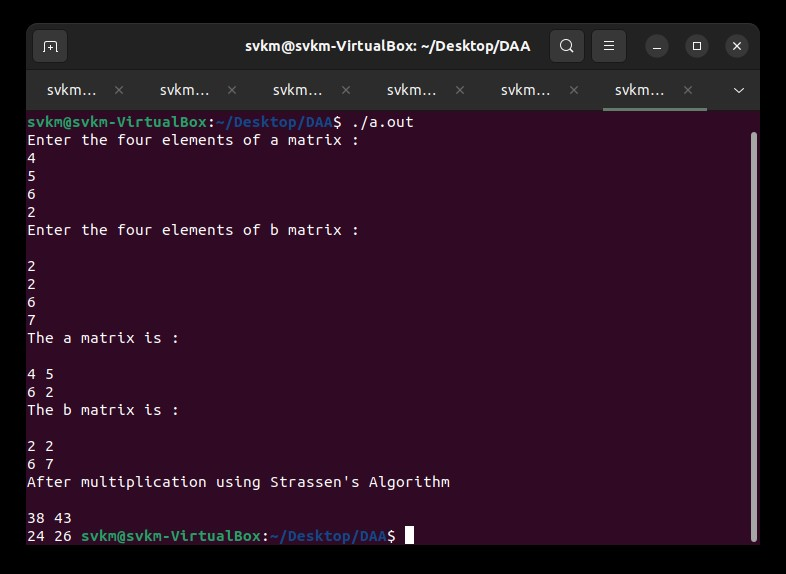 svkm@svkm-VirtualBox: ~/Desktop/DAA
svkm... svkm... svkm... svkm... svkm... svkm...
svkm@svkm-VirtualBox:~/Desktop/DAA$ ./a.out
Enter the four elements of a matrix :
4
5
6
2
Enter the four elements of b matrix :
2
2
6
7
The a matrix is :
4 5
6 2
The b matrix is :
2 2
6 7
After multiplication using Strassen's Algorithm
38 43
24 26 svkm@svkm-VirtualBox:~/Desktop/DAA$